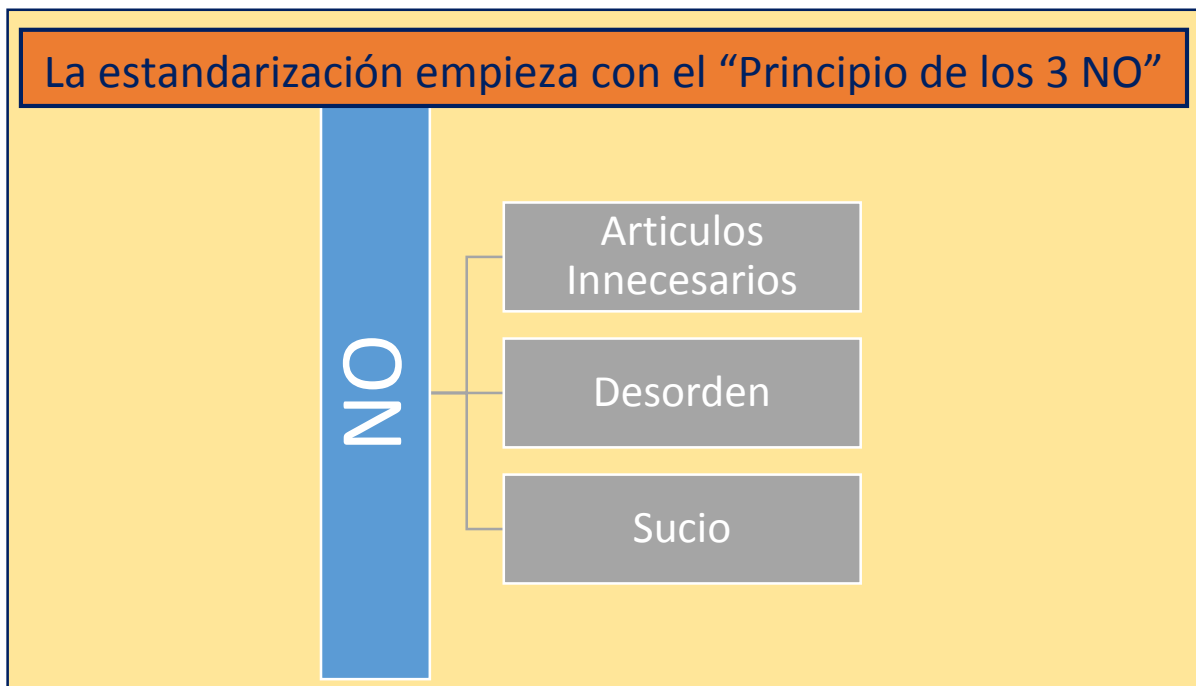 La estandarización empieza con el “Principio de los 3 NO”
NO
Articulos
Innecesarios
Desorden
Sucio